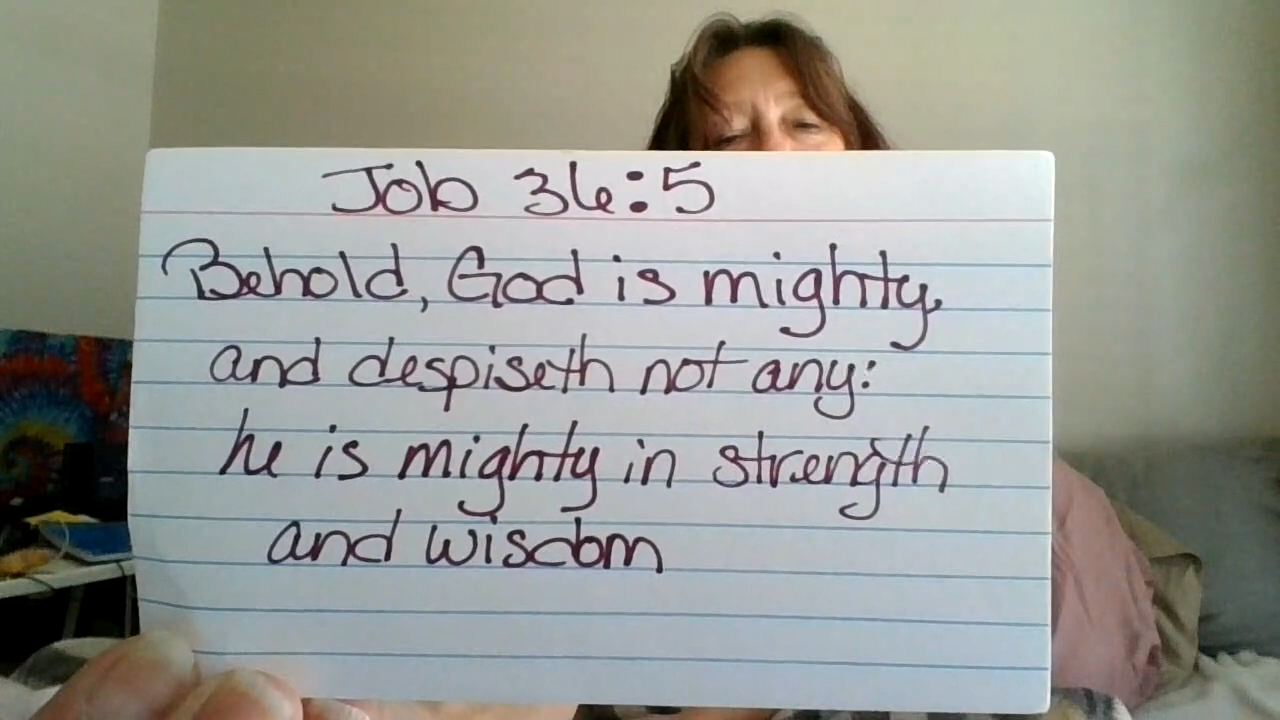 Job 36:5
Behold, God is mighty,
and despiseth not any:
he is mighty in strength
and wisdom